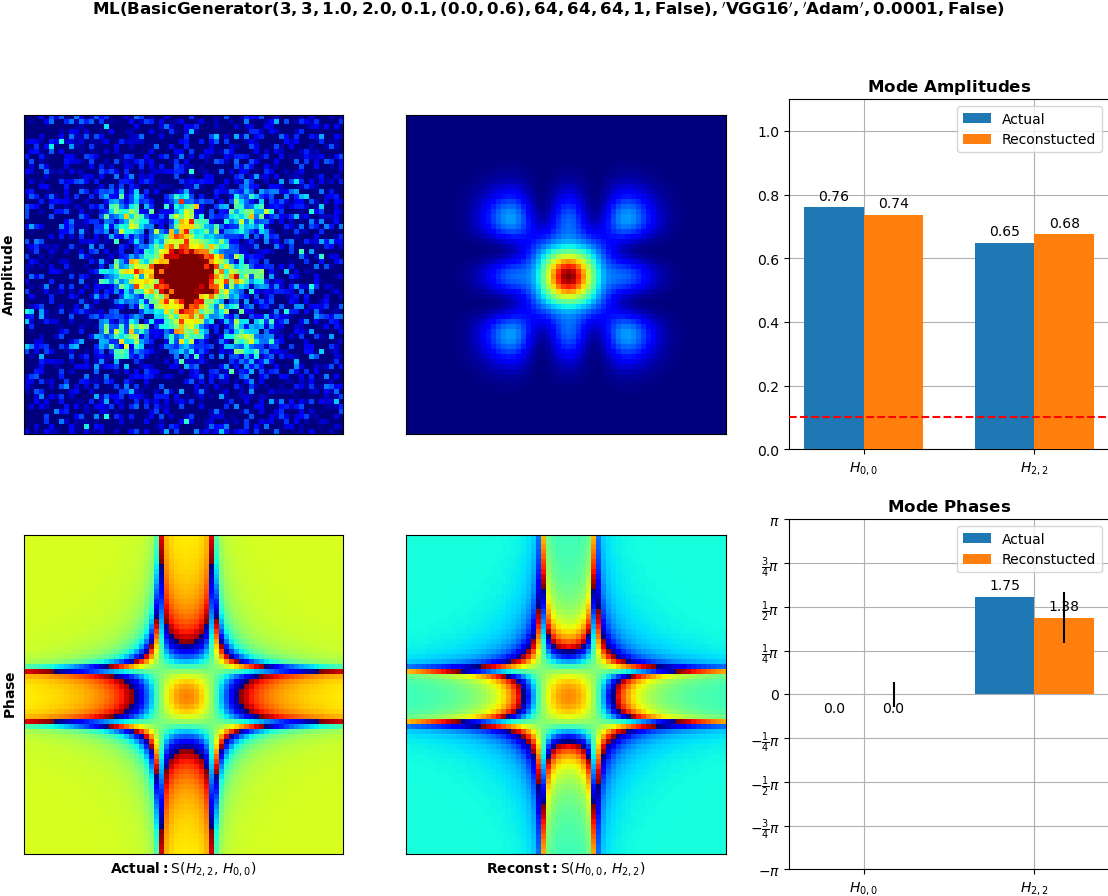 ML(BasicGenerator(3, 3, 1.0, 2.0, 0.1, (0.0, 0.6), 64, 64, 64, 1, False), ′VGG16′, ′Adam′, 0.0001, False)
Amplitude
Mode Amplitudes
Actual
Reconstucted
1.0
0.8
0.6
0.4
0.2
0.0
0.76
0.74
0.65
0.68
H0,0
H2,2
Phase
Actual: S(H2,2, H0,0)
Reconst: S(H0,0, H2,2)
Mode Phases
Actual
Reconstucted
π
3/4π
1/2π
1/4π
0
−1/4π
−1/2π
−3/4π
−π
0.0
0.0
1.75
1.38
H0,0
H2,2